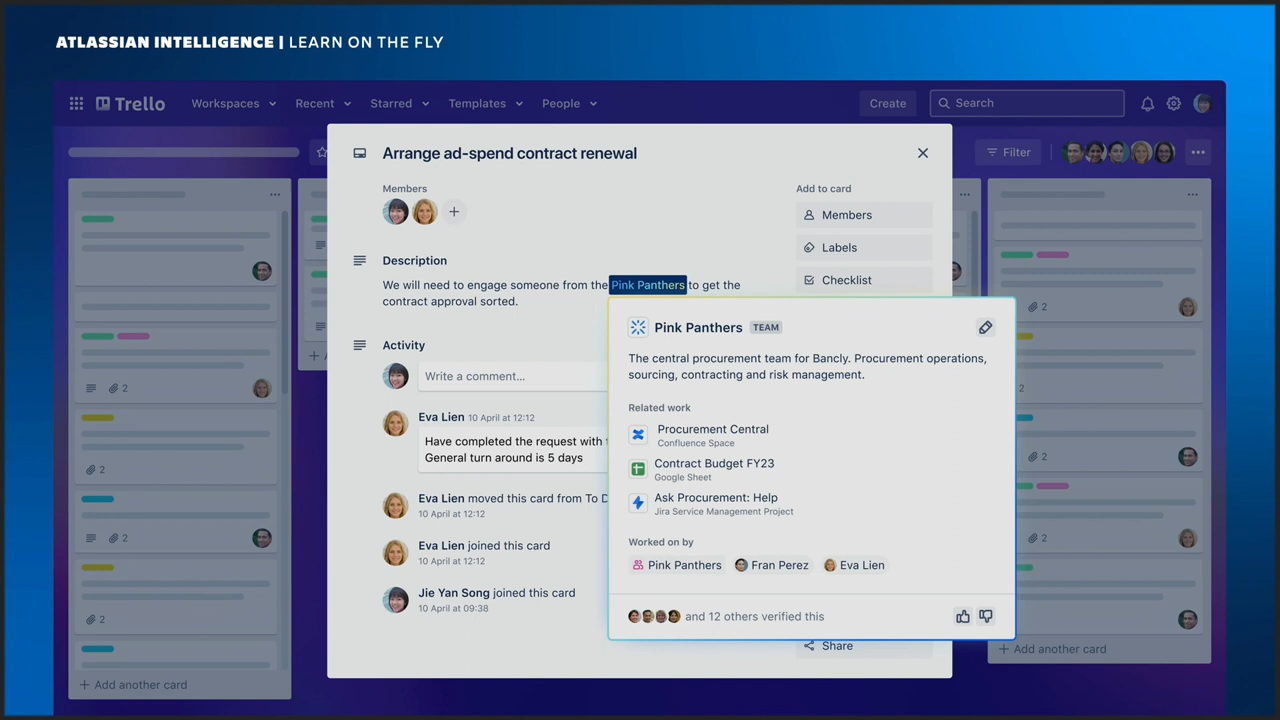 ATLASSIAN INTELLIGENCE | LEARN ON THE FLY
Trello
Workspaces
Recent
Starred
Templates
People
Create
Search
Filter
Arrange ad-spend contract renewal
Members
Add to card
Members
Labels
Checklist
Description
We will need to engage someone from the Pink Panthers to get the
contract approval sorted.
Activity
Write a comment...
Eva Lien 10 April at 12:12
Have completed the request with
General turn around is 5 days
Eva Lien moved this card from To D
10 April at 12:12
Eva Lien joined this card
10 April at 12:12
Jie Yan Song joined this card
10 April at 09:38
Pink Panthers TEAM
The central procurement team for Bancly. Procurement operations,
sourcing, contracting and risk management.
Related work
Procurement Central
Confluence Space
Contract Budget FY23
Google Sheet
Ask Procurement: Help
Jira Service Management Project
Worked on by
Pink Panthers
Fran Perez
Eva Lien
and 12 others verified this
Share
2
2
2
2
2
2
2
2
+ Add another card
+ A
+ Add another card